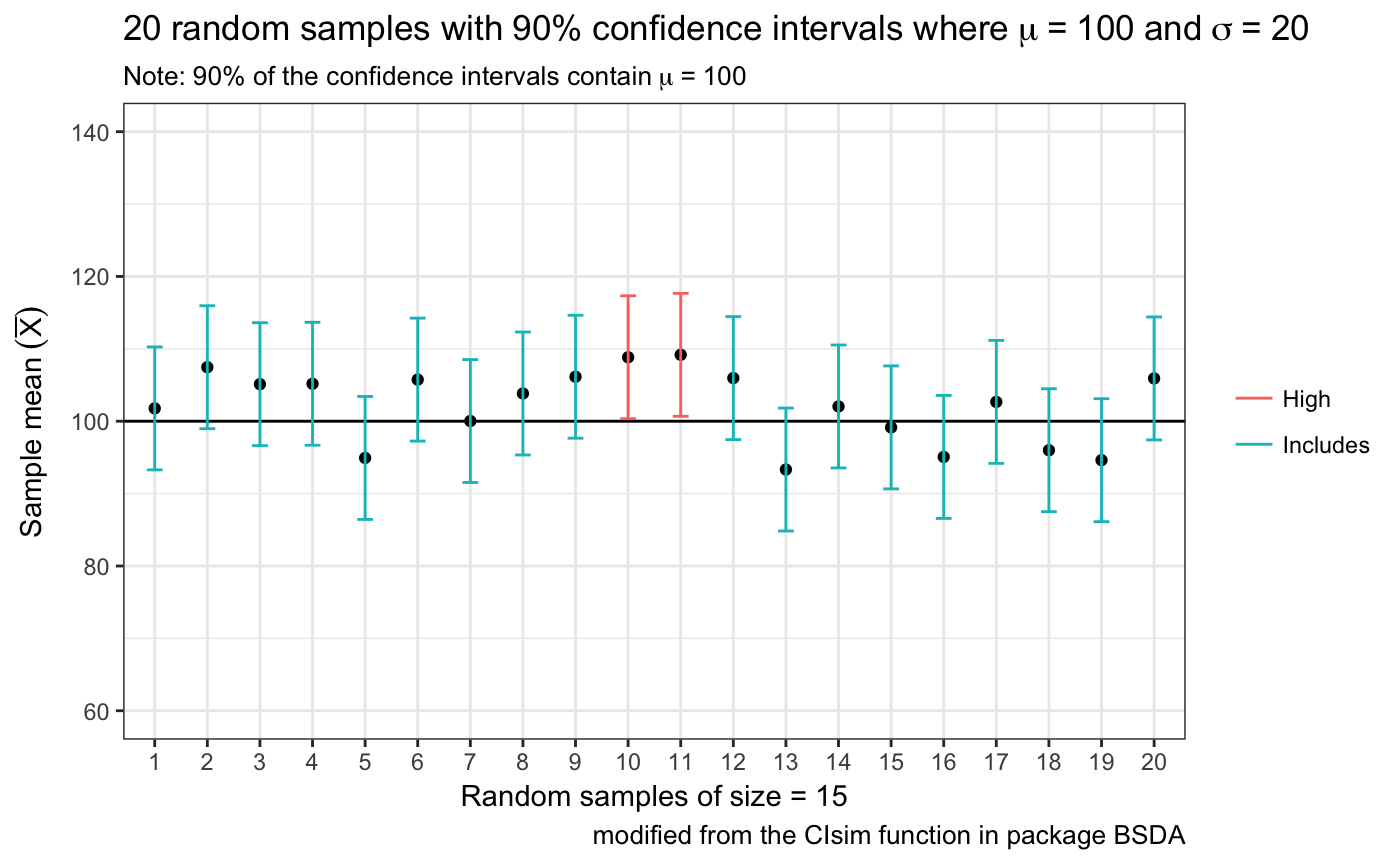 20 random samples with 90% confidence intervals where μ = 100 and σ = 20
Note: 90% of the confidence intervals contain μ = 100
Sample mean (X̅)
140
120
100
80
60
1 2 3 4 5 6 7 8 9 10 11 12 13 14 15 16 17 18 19 20
Random samples of size = 15
modified from the CIsim function in package BSDA
High
Includes